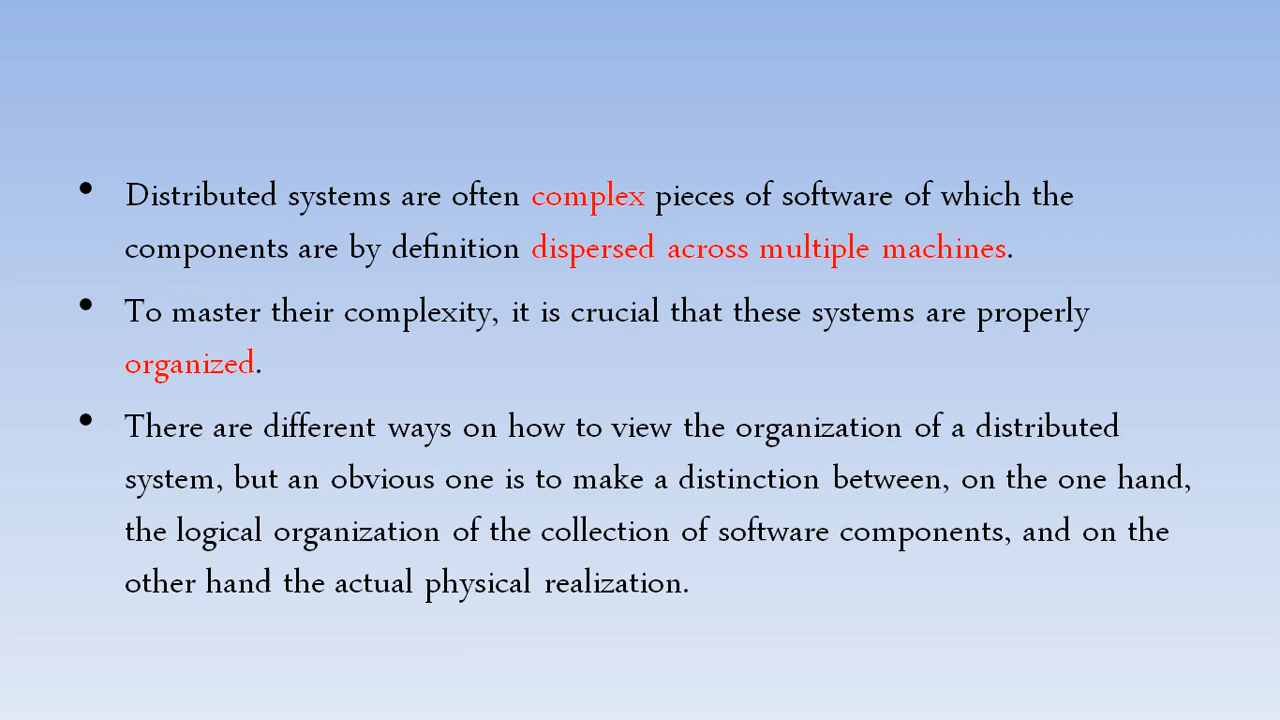 • Distributed systems are often complex pieces of software of which the
components are by definition dispersed across multiple machines.
• To master their complexity, it is crucial that these systems are properly
organized.
• There are different ways on how to view the organization of a distributed
system, but an obvious one is to make a distinction between, on the one hand,
the logical organization of the collection of software components, and on the
other hand the actual physical realization.